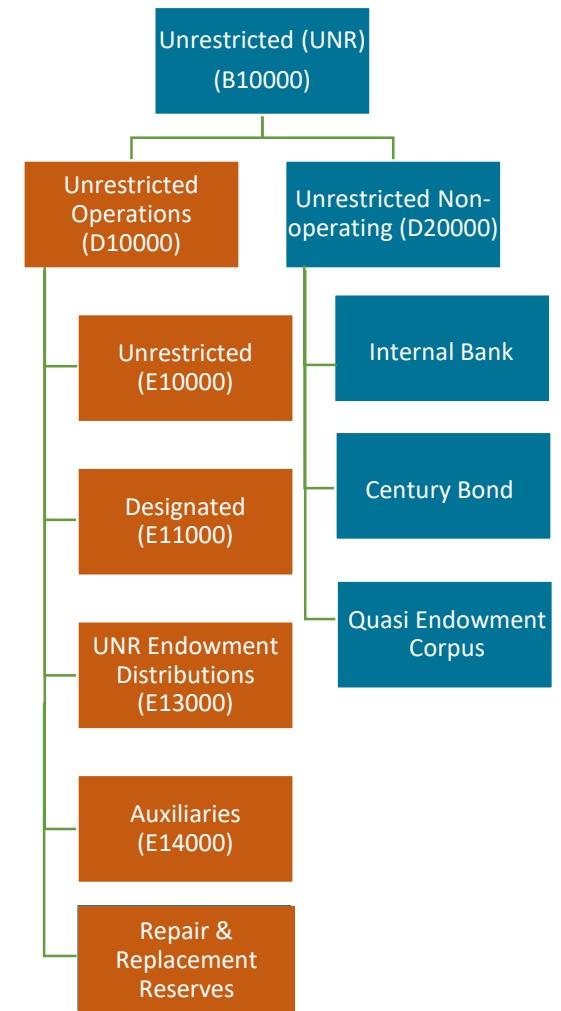 Unrestricted (UNR)
(B10000)
Unrestricted
Operations
(D10000)
Unrestricted Non-
operating (D20000)
Unrestricted
(E10000)
Designated
(E11000)
UNR Endowment
Distributions
(E13000)
Auxiliaries
(E14000)
Repair &
Replacement
Reserves
Internal Bank
Century Bond
Quasi Endowment
Corpus